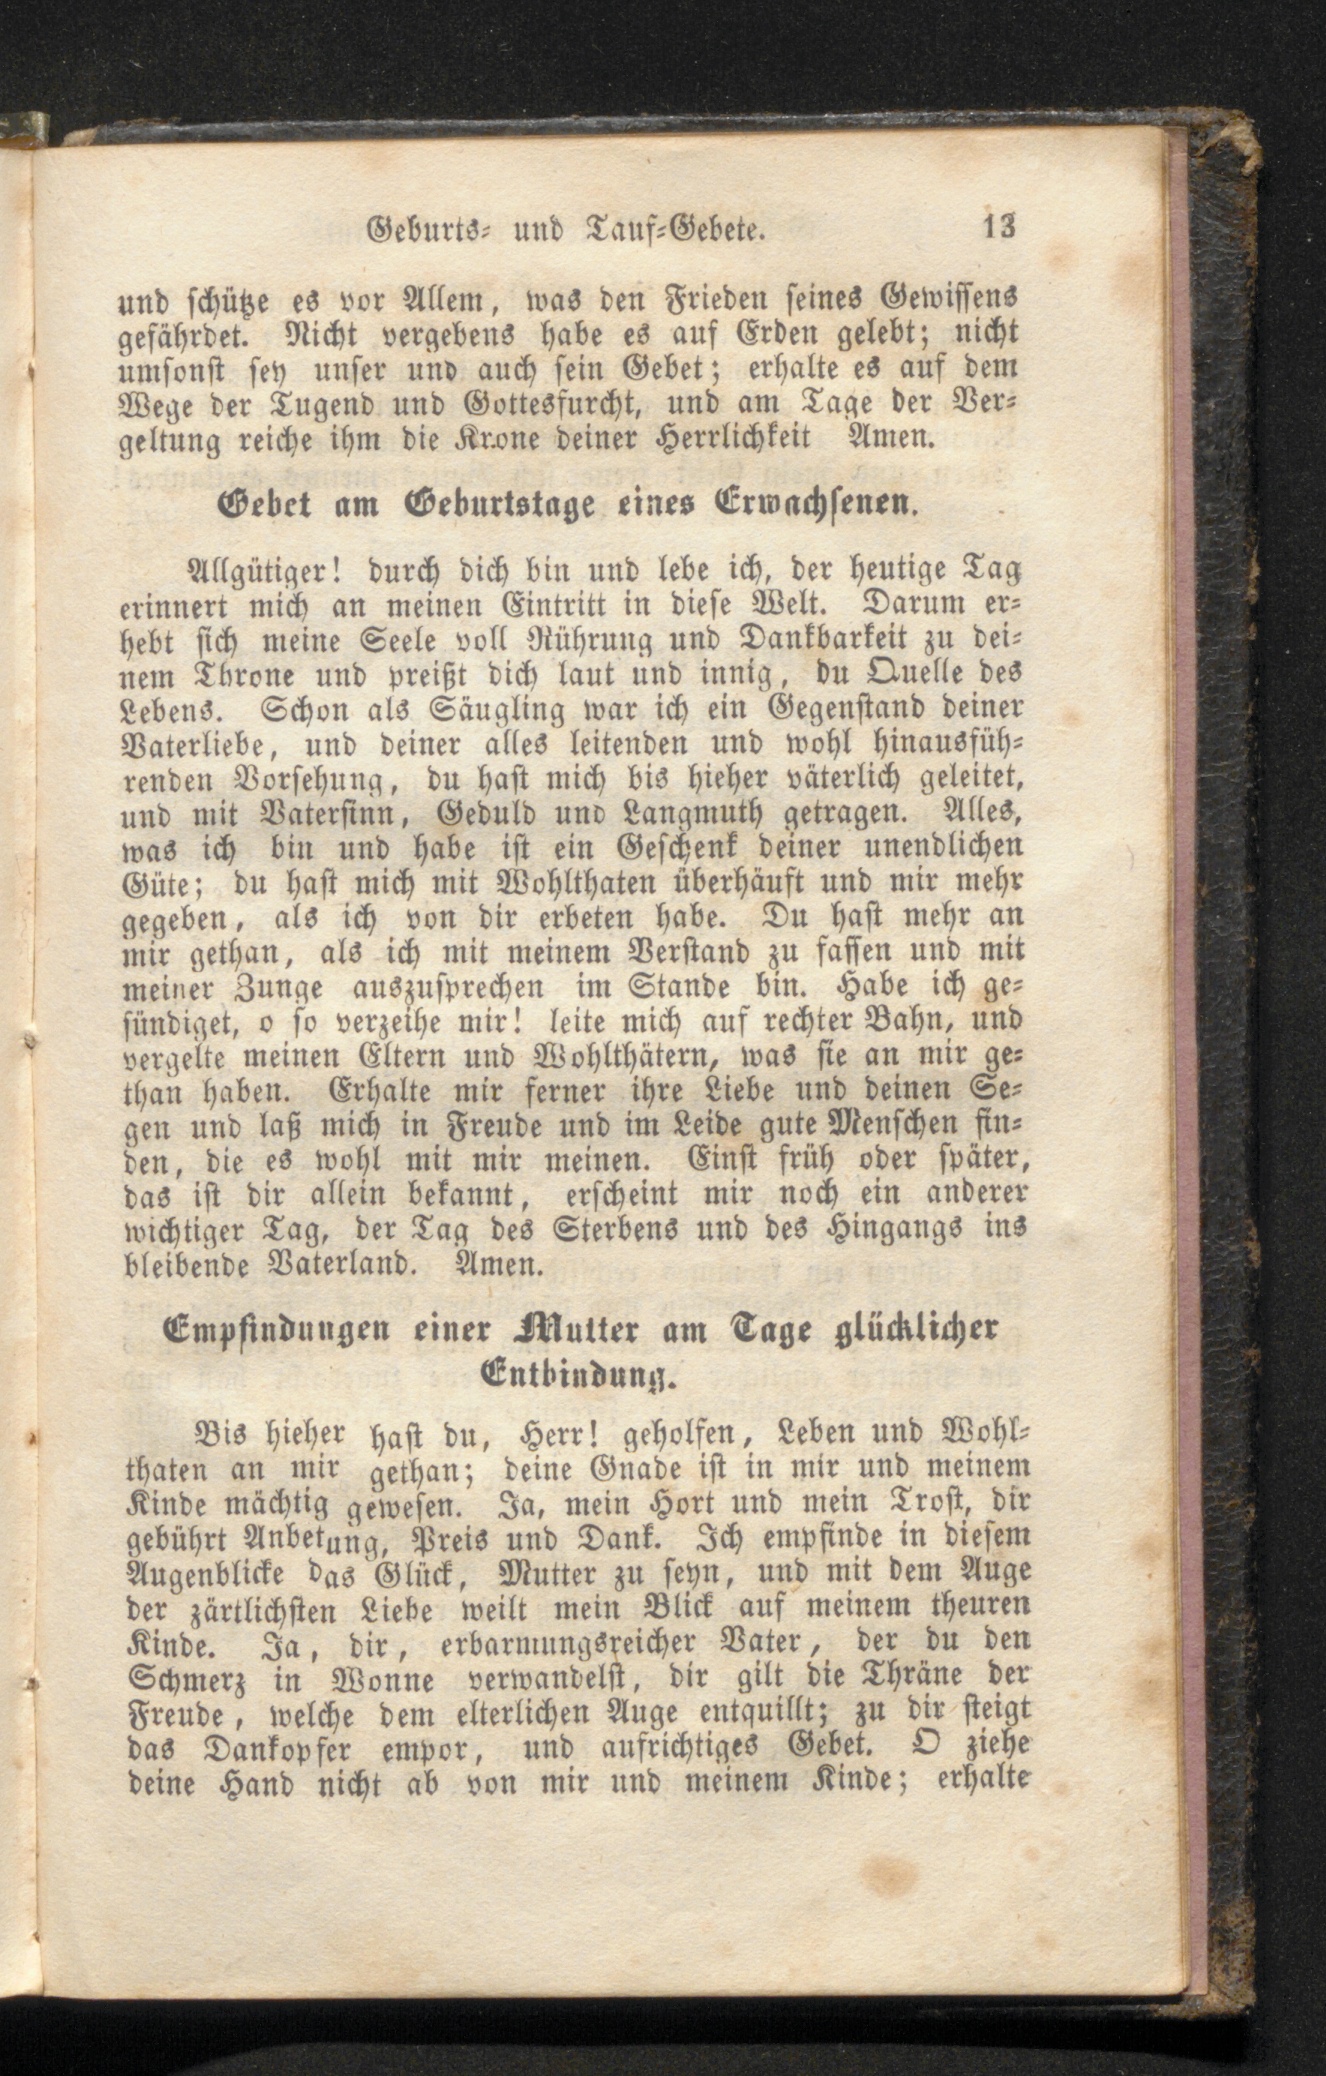 Geburts- und Tauf-Gebete. 13
und schütze es vor Allem, was den Frieden seines Gewissens
gefährdet. Nicht vergebens habe es auf Erden gelebt; nicht
umsonst sey unser und auch sein Gebet; erhalte es auf dem
Wege der Tugend und Gottesfurcht, und am Tage der Ver-
geltung reiche ihm die Krone deiner Herrlichkeit Amen.
Gebet am Geburtstage eines Erwachsenen.
Allgütiger! durch dich bin und lebe ich, der heutige Tag
erinnert mich an meinen Eintritt in diese Welt. Darum er-
hebt sich meine Seele voll Rührung und Dankbarkeit zu dei-
nem Throne und preißt dich laut und innig, du Quelle des
Lebens. Schon als Säugling war ich ein Gegenstand deiner
Vaterliebe, und deiner alles leitenden und wohl hinausfüh-
renden Vorsehung, du hast mich bis hieher väterlich geleitet,
und mit Vatersinn, Geduld und Langmuth getragen. Alles,
was ich bin und habe ist ein Geschenk deiner unendlichen
Güte; du hast mich mit Wohlthaten überhäuft und mir mehr
gegeben, als ich von dir erbeten habe. Du hast mehr an
mir gethan, als ich mit meinem Verstand zu fassen und mit
meiner Zunge auszusprechen im Stande bin. Habe ich ge-
sündiget, o so verzeihe mir! leite mich auf rechter Bahn, und
vergelte meinen Eltern und Wohlthätern, was sie an mir ge-
than haben. Erhalte mir ferner ihre Liebe und deinen Se-
gen und laß mich in Freude und im Leide gute Menschen fin-
den, die es wohl mit mir meinen. Einst früh oder später,
das ist dir allein bekannt, erscheint mir noch ein anderer
wichtiger Tag, der Tag des Sterbens und des Hingangs ins
bleibende Vaterland. Amen.
Empfindungen einer Mutter am Tage glücklicher
Entbindung.
Bis hieher hast du, Herr! geholfen, Leben und Wohl-
thaten an mir gethan; deine Gnade ist in mir und meinem
Kinde mächtig gewesen. Ja, mein Hort und mein Trost, dir
gebührt Anbetung, Preis und Dank. Ich empfinde in diesem
Augenblicke das Glück, Mutter zu seyn, und mit dem Auge
der zärtlichsten Liebe weilt mein Blick auf meinem theuren
Kinde. Ja, dir, erbarmungsreicher Vater, der du den
Schmerz in Wonne verwandelst, dir gilt die Thräne der
Freude, welche dem elterlichen Auge entquillt; zu dir steigt
das Dankopfer empor, und aufrichtiges Gebet. O ziehe
deine Hand nicht ab von mir und meinem Kinde; erhalte